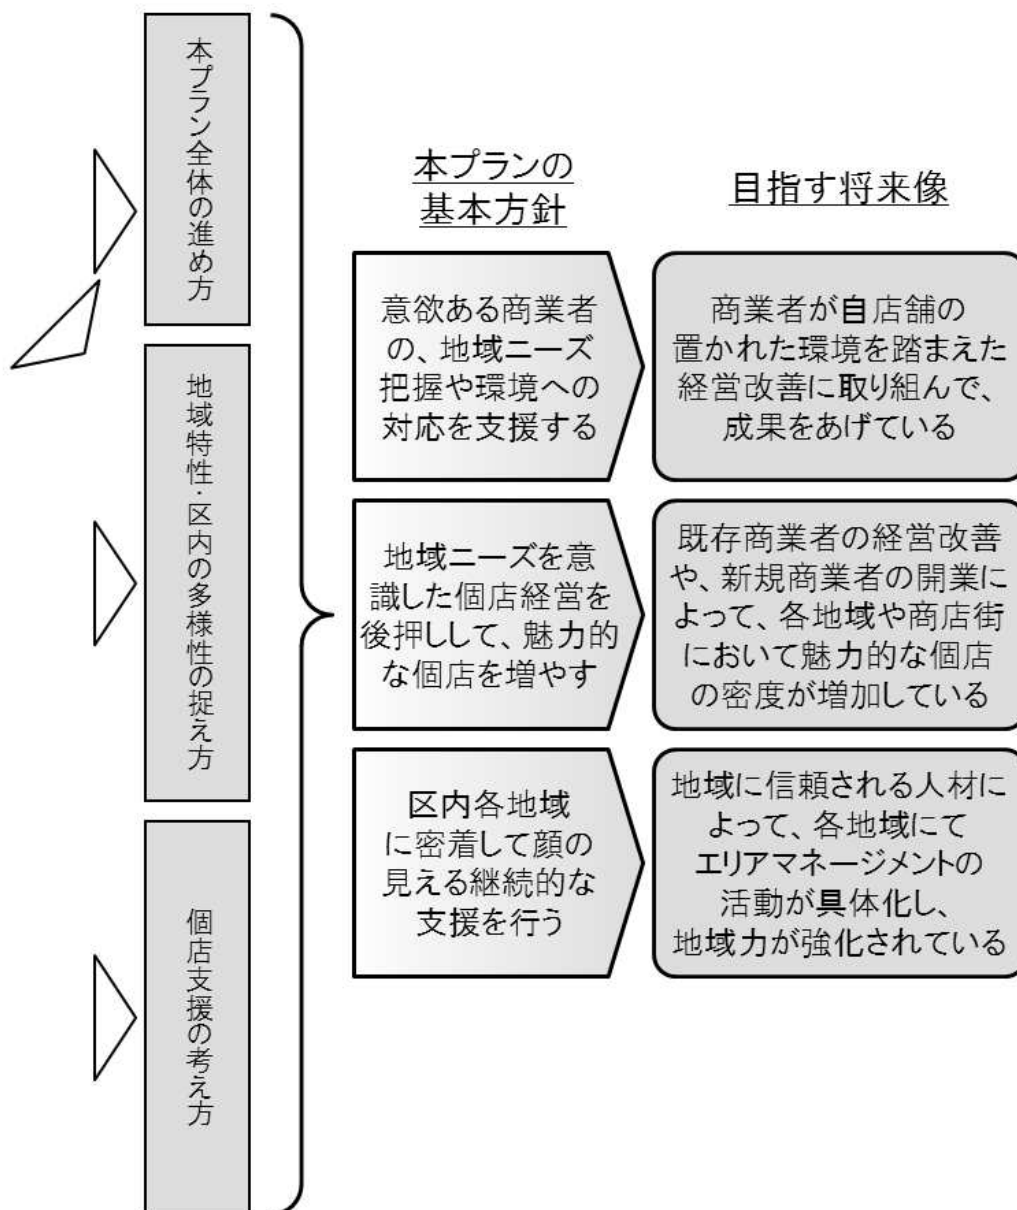 本プラン全体の進め方
地域特性・区内の多様性の捉え方
個店支援の考え方
本プランの
基本方針
意欲ある商業者
の、地域ニーズ
把握や環境への
対応を支援する
地域ニーズを意
識した個店経営を
後押しして、魅力的
な個店を増やす
区内各地域
に密着して顔の
見える継続的な
支援を行う
目指す将来像
商業者が自店舗の
置かれた環境を踏まえた
経営改善に取り組んで、
成果をあげている
既存商業者の経営改善
や、新規商業者の開業に
よって、各地域や商店街
において魅力的な個店
の密度が増加している
地域に信頼される人材に
よって、各地域にて
エリアマネージメントの
活動が具体化し、
地域力が強化されている